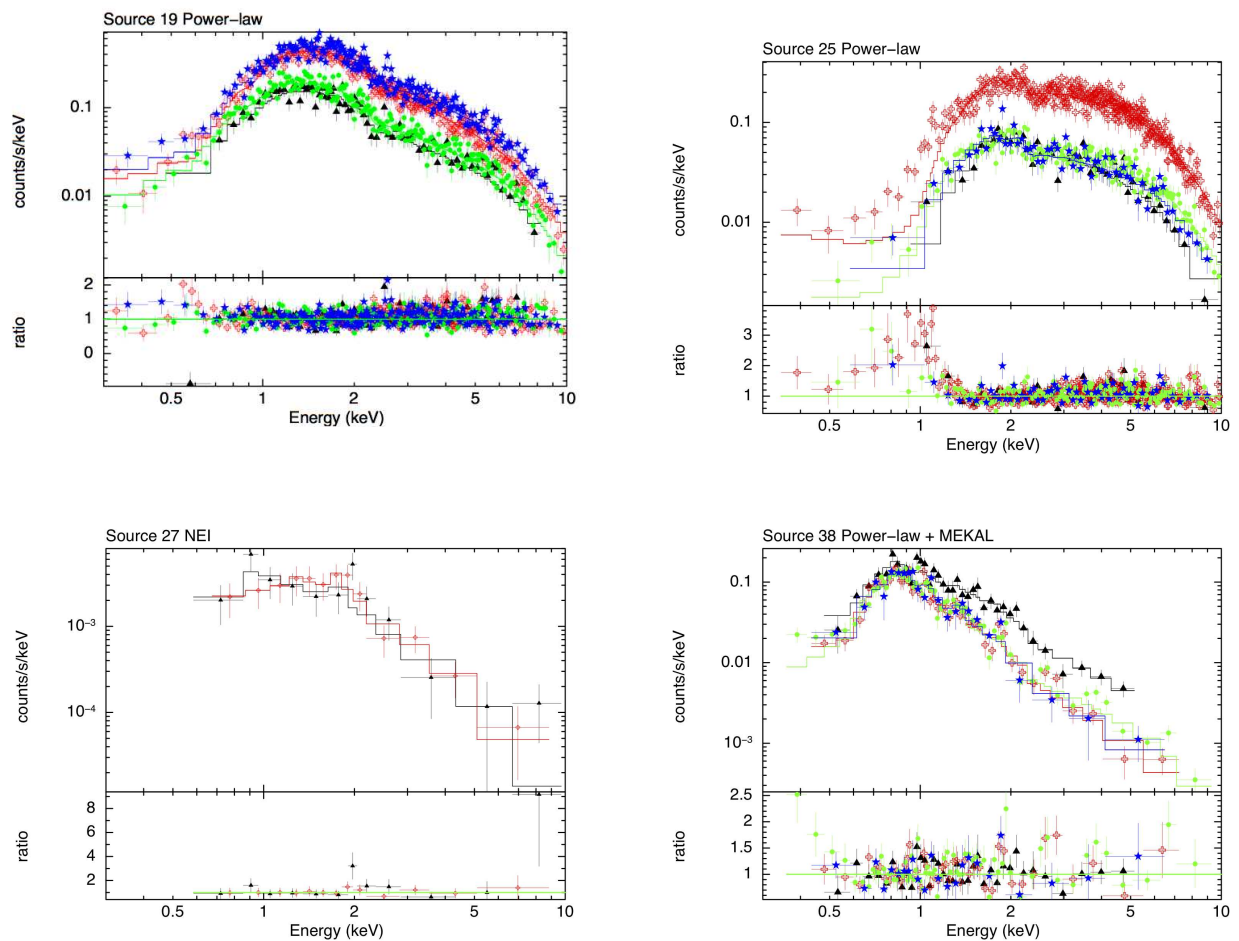 Source 19 Power−law
counts/s/keV
0.1
0.01
ratio
2
1
0
0.5 1 2 5 10
Energy (keV)
Source 25 Power−law
counts/s/keV
0.1
0.01
ratio
3
2
1
0.5 1 2 5 10
Energy (keV)
Source 27 NEI
counts/s/keV
10−3
10−4
ratio
8
6
4
2
0.5 1 2 5 10
Energy (keV)
Source 38 Power−law + MEKAL
counts/s/keV
0.1
0.01
10−3
ratio
2.5
2
1.5
1
0.5 1 2 5 10
Energy (keV)